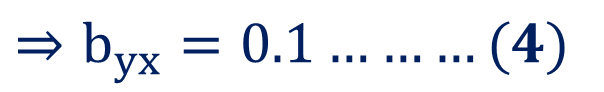 ⇒ b_yx = 0.1 … … … (4)